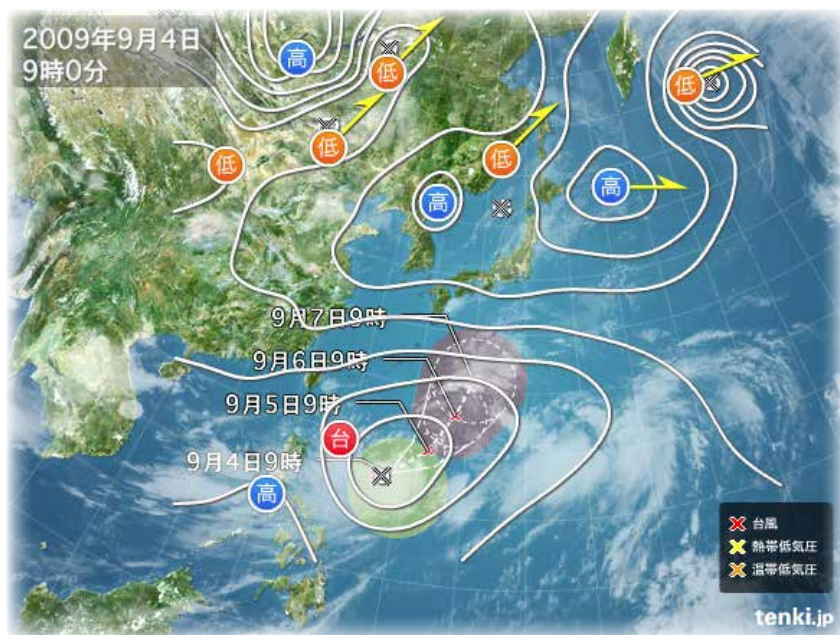 2009年9月4日
9時0分
高
低
低
低
低
低
高
高
9月7日9時
9月6日9時
9月5日9時
台
9月4日9時
高
台風
熱帯低気圧
温帯低気圧
tenki.jp